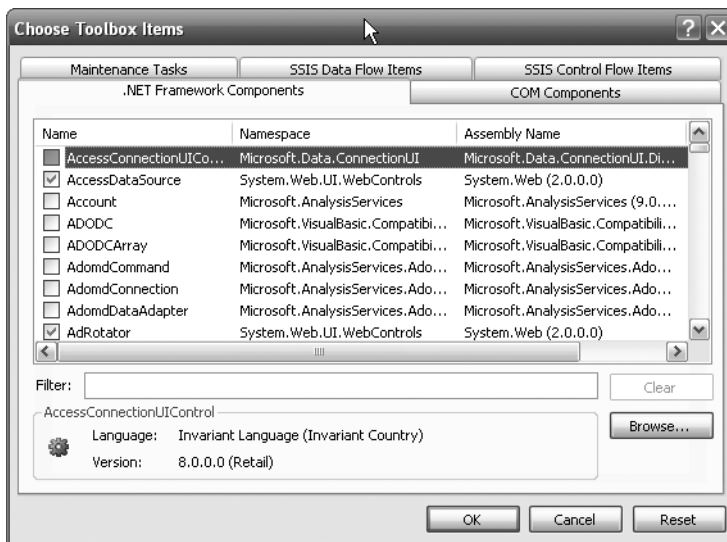 Choose Toolbox Items
Maintenance Tasks SSIS Data Flow Items SSIS Control Flow Items
.NET Framework Components COM Components
Name Namespace Assembly Name
AccessConnectionUICo... Microsoft.Data.ConnectionUI Microsoft.Data.ConnectionUI.Di...
AccessDataSource System.Web.UI.WebControls System.Web (2.0.0.0)
Account Microsoft.AnalysisServices Microsoft.AnalysisServices (9.0....
ADODC Microsoft.VisualBasic.Compatibi... Microsoft.VisualBasic.Compatibili...
ADODCArray Microsoft.VisualBasic.Compatibi... Microsoft.VisualBasic.Compatibili...
AdomdCommand Microsoft.AnalysisServices.Ado... Microsoft.AnalysisServices.Ado...
AdomdConnection Microsoft.AnalysisServices.Ado... Microsoft.AnalysisServices.Ado...
AdomdDataAdapter Microsoft.AnalysisServices.Ado... Microsoft.AnalysisServices.Ado...
AdRotator System.Web.UI.WebControls System.Web (2.0.0.0)
Filter: Clear
AccessConnectionUIControl
Browse...
Language: Invariant Language (Invariant Country)
Version: 8.0.0.0 (Retail)
OK Cancel Reset